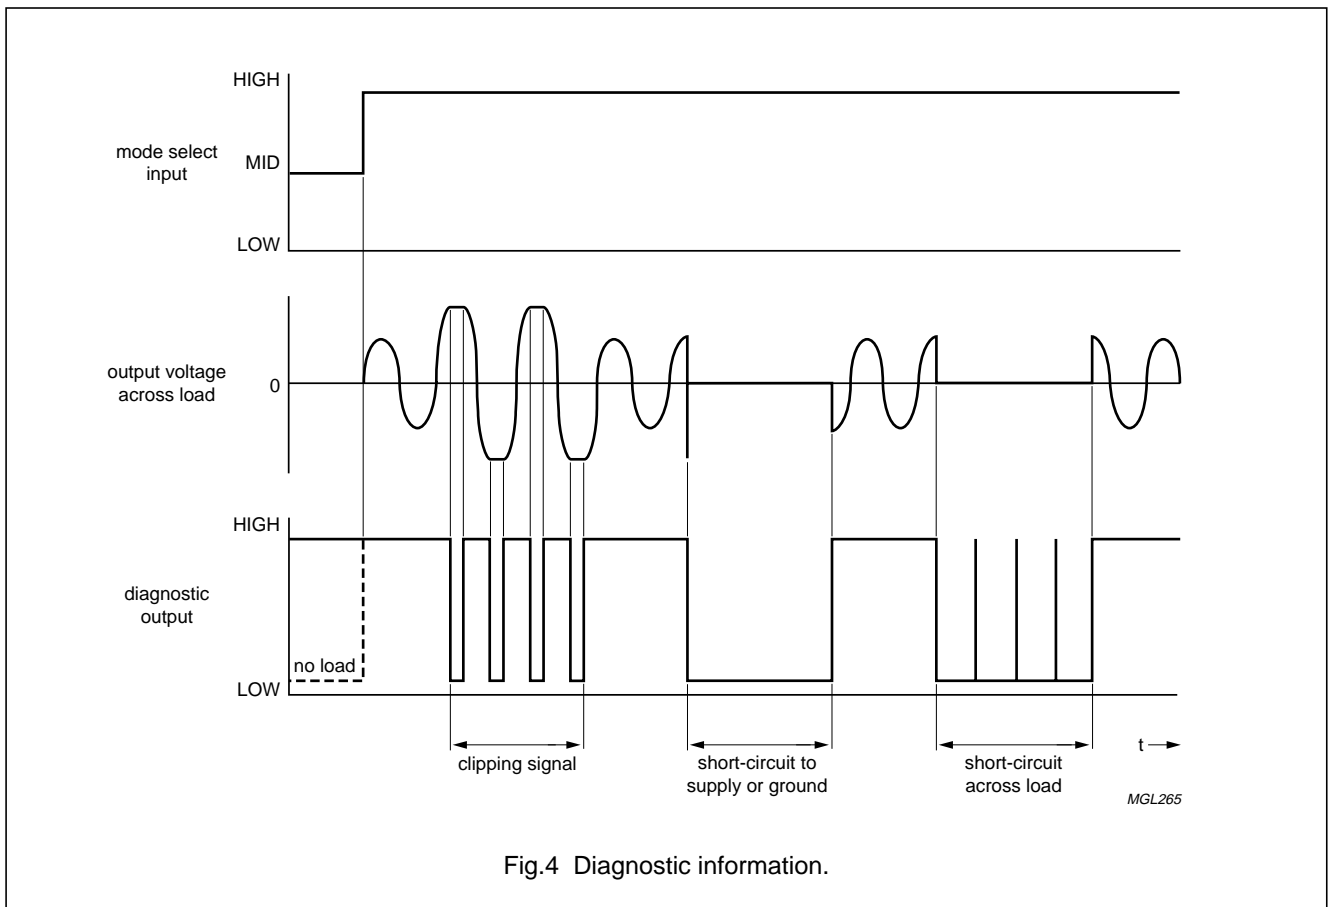 HIGH
mode select
input
MID
LOW
output voltage
across load
0
HIGH
diagnostic
output
no load
LOW
clipping signal
short-circuit to
supply or ground
short-circuit
across load
t
MGL265
Fig.4 Diagnostic information.